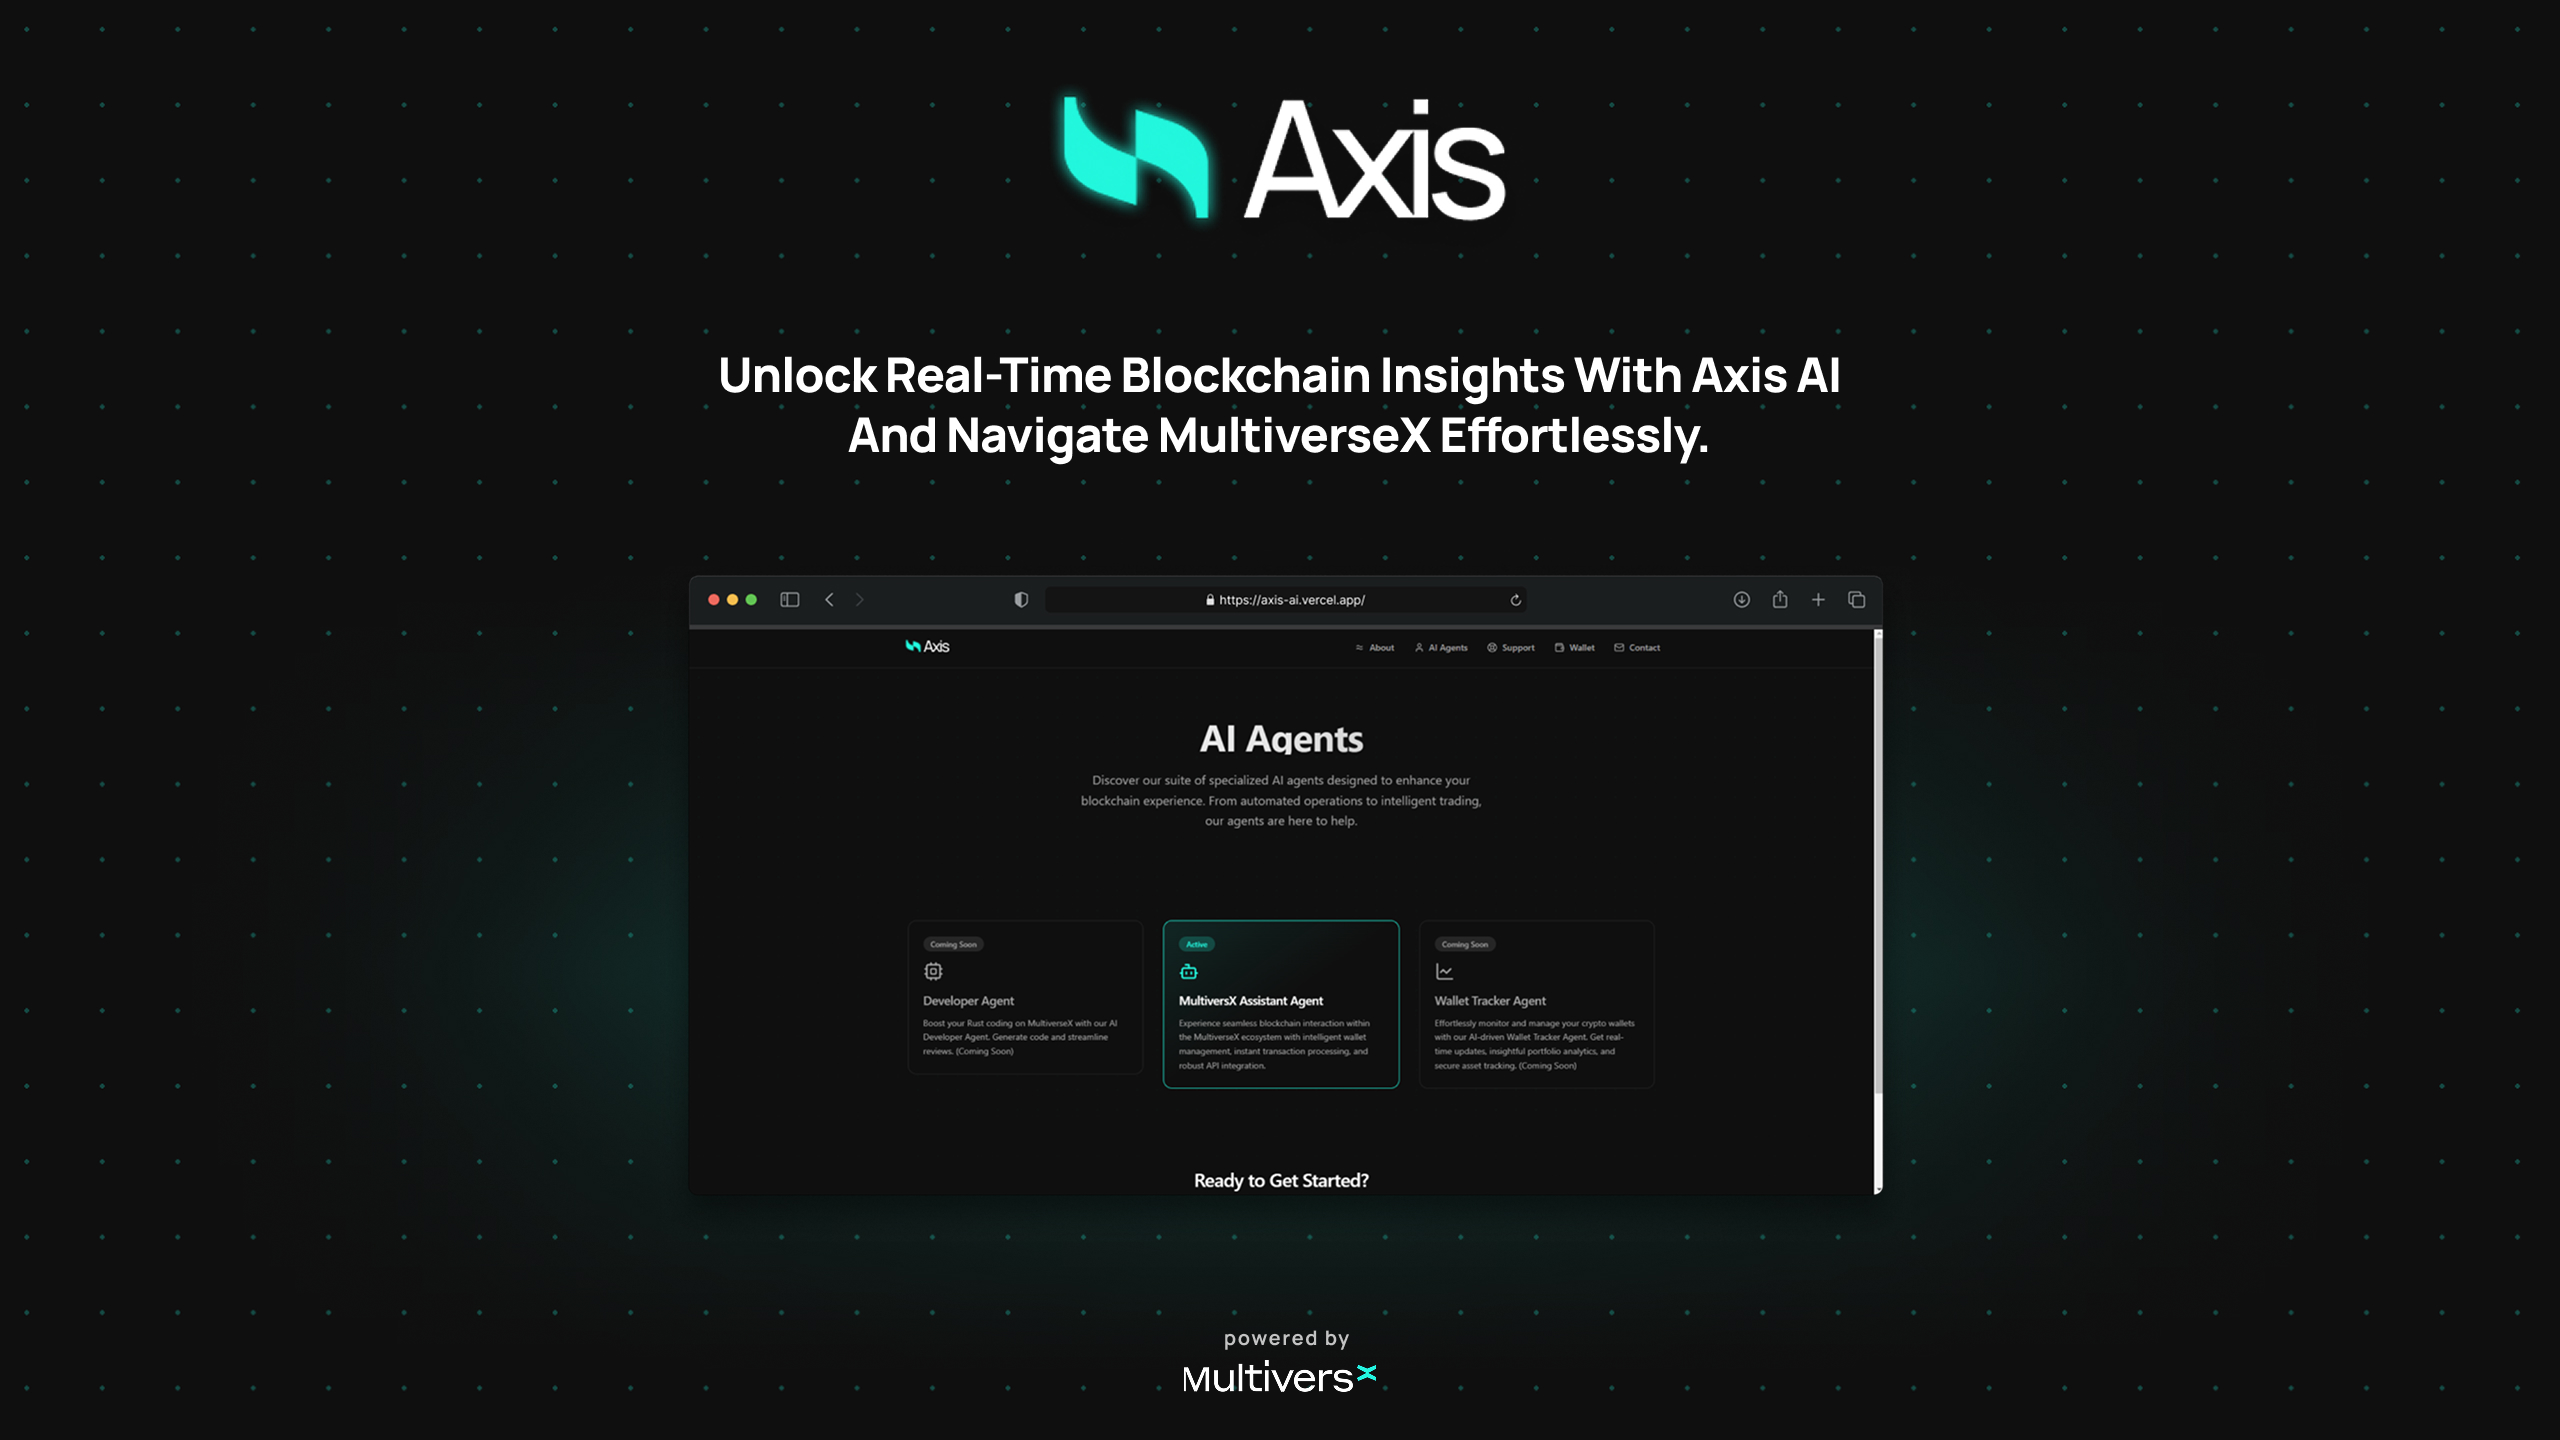 Axis
Unlock Real-Time Blockchain Insights With Axis AI
And Navigate MultiverseX Effortlessly.
https://axis-ai.vercel.app/
Axis
About
AI Agents
Support
Wallet
Contact
AI Agents
Discover our suite of specialized AI agents designed to enhance your
blockchain experience. From automated operations to intelligent trading,
our agents are here to help.
Coming Soon
Developer Agent
Boost your Rust coding on MultiverseX with our AI
Developer Agent. Generate code and streamline
reviews. (Coming Soon)
Active
MultiversX Assistant Agent
Experience seamless blockchain interaction within
the MultiverseX ecosystem with intelligent wallet
management, instant transaction processing, and
robust API integration.
Coming Soon
Wallet Tracker Agent
Effortlessly monitor and manage your crypto wallets
with our AI-driven Wallet Tracker Agent. Get real-
time updates, insightful portfolio analytics, and
secure asset tracking. (Coming Soon)
Ready to Get Started?
powered by
MultiversX